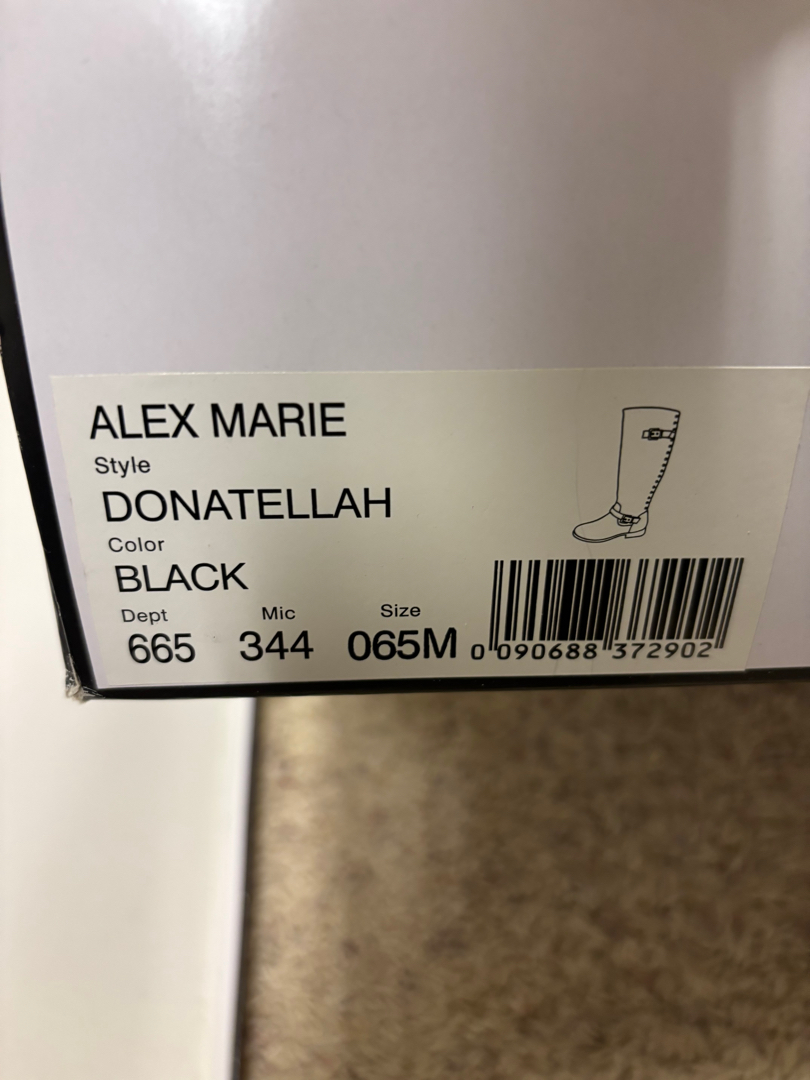 ALEX MARIE
Style
DONATELLAH
Color
BLACK
Dept Mic Size
665 344 065M
0 090688 372902